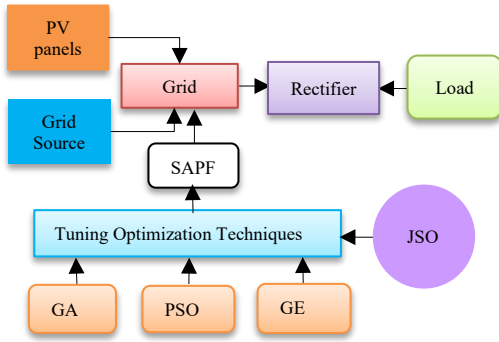 PV
panels
Grid
Rectifier
Load
Grid
Source
SAPF
Tuning Optimization Techniques
JSO
GA
PSO
GE